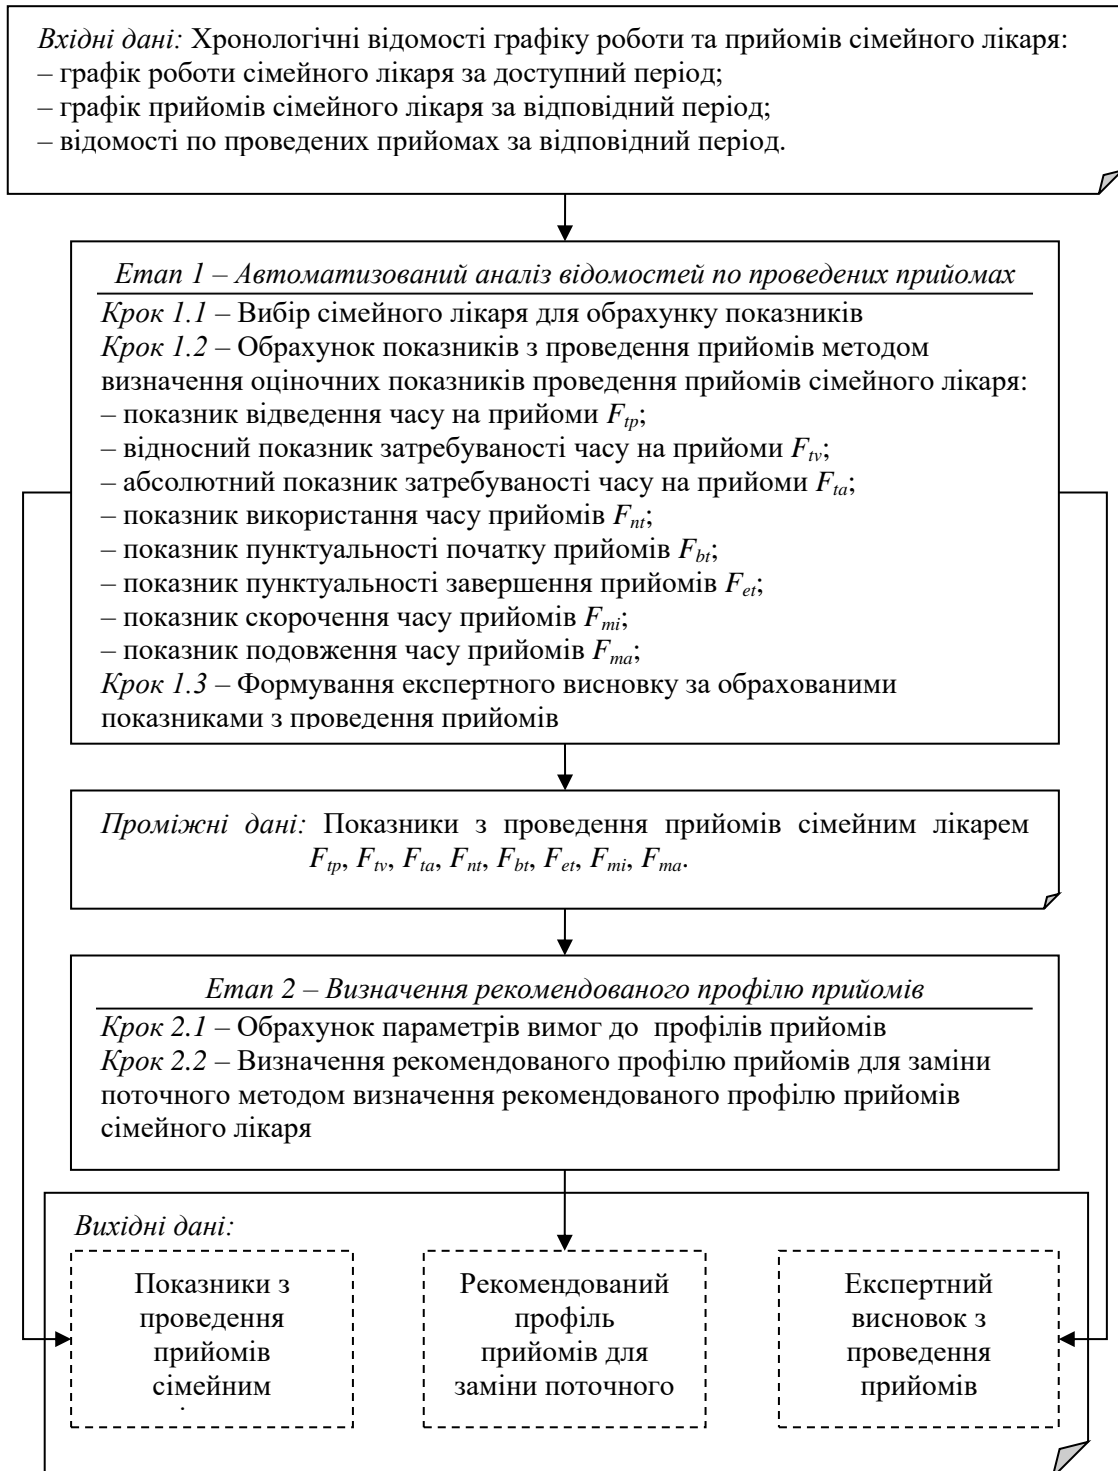 Вхідні дані: Хронологічні відомості графіку роботи та прийомів сімейного лікаря:
– графік роботи сімейного лікаря за доступний період;
– графік прийомів сімейного лікаря за відповідний період;
– відомості по проведених прийомах за відповідний період.
Етап 1 – Автоматизований аналіз відомостей по проведених прийомах
Крок 1.1 – Вибір сімейного лікаря для обрахунку показників
Крок 1.2 – Обрахунок показників з проведення прийомів методом
визначення оціночних показників проведення прийомів сімейного лікаря:
– показник відведення часу на прийоми Ftp;
– відносний показник затребуваності часу на прийоми Ftv;
– абсолютний показник затребуваності часу на прийоми Fta;
– показник використання часу прийомів Fnt;
– показник пунктуальності початку прийомів Fbt;
– показник пунктуальності завершення прийомів Fet;
– показник скорочення часу прийомів Fmi;
– показник подовження часу прийомів Fma;
Крок 1.3 – Формування експертного висновку за обрахованими
показниками з проведення прийомів
Проміжні дані: Показники з проведення прийомів сімейним лікарем
Ftp, Ftv, Fta, Fnt, Fbt, Fet, Fmi, Fma.
Етап 2 – Визначення рекомендованого профілю прийомів
Крок 2.1 – Обрахунок параметрів вимог до профілів прийомів
Крок 2.2 – Визначення рекомендованого профілю прийомів для заміни
поточного методом визначення рекомендованого профілю прийомів
сімейного лікаря
Вихідні дані:
Показники з
проведення
прийомів
сімейним
Рекомендований
профіль
прийомів для
заміни поточного
Експертний
висновок з
проведення
прийомів